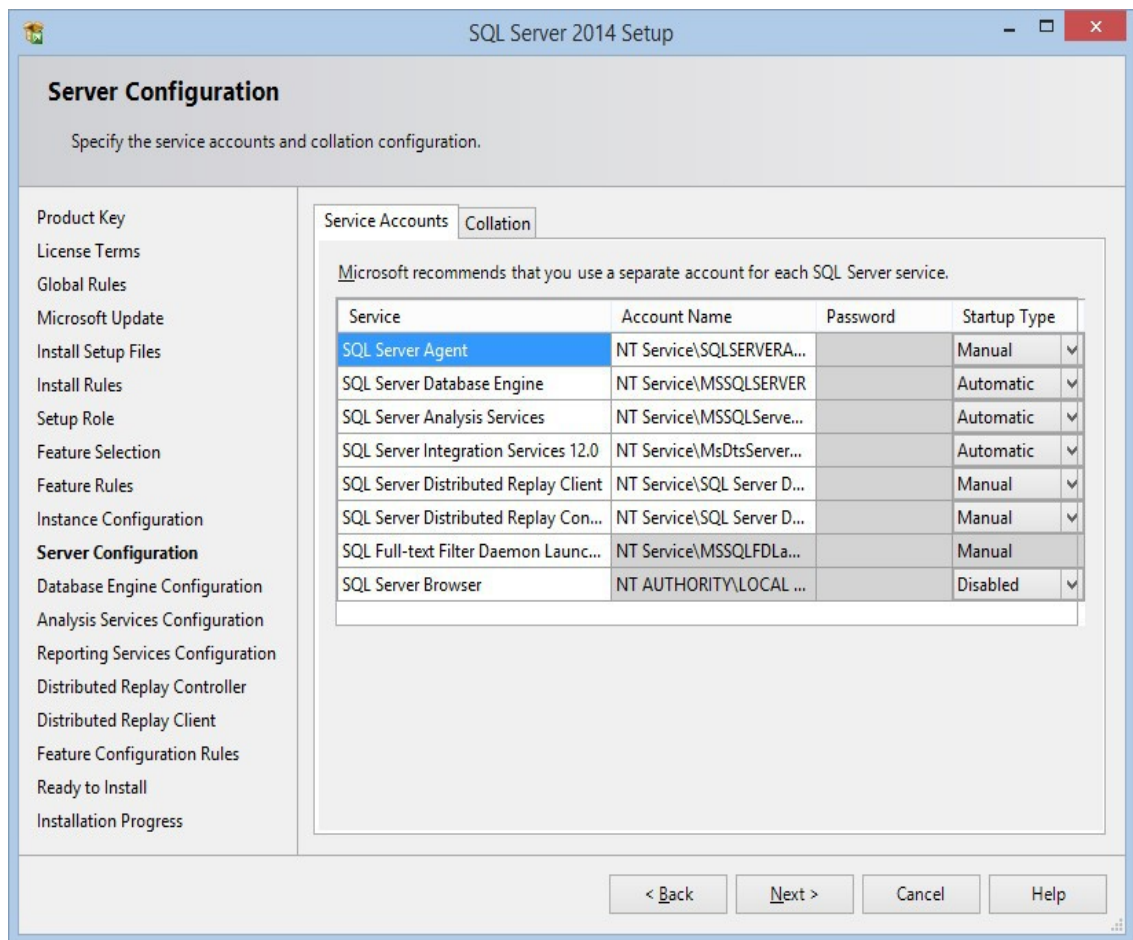 SQL Server 2014 Setup
Server Configuration
Specify the service accounts and collation configuration.
Product Key
License Terms
Global Rules
Microsoft Update
Install Setup Files
Install Rules
Setup Role
Feature Selection
Feature Rules
Instance Configuration
Server Configuration
Database Engine Configuration
Analysis Services Configuration
Reporting Services Configuration
Distributed Replay Controller
Distributed Replay Client
Feature Configuration Rules
Ready to Install
Installation Progress
Service Accounts Collation
Microsoft recommends that you use a separate account for each SQL Server service.
Service Account Name Password Startup Type
SQL Server Agent NT Service\SQLSERVERA... Manual
SQL Server Database Engine NT Service\MSSQLSERVER Automatic
SQL Server Analysis Services NT Service\MSSQLServe... Automatic
SQL Server Integration Services 12.0 NT Service\MsDtsServer... Automatic
SQL Server Distributed Replay Client NT Service\SQL Server D... Manual
SQL Server Distributed Replay Con... NT Service\SQL Server D... Manual
SQL Full-text Filter Daemon Launc... NT Service\MSSQLFDLa... Manual
SQL Server Browser NT AUTHORITY\LOCAL ... Disabled
< Back Next > Cancel Help